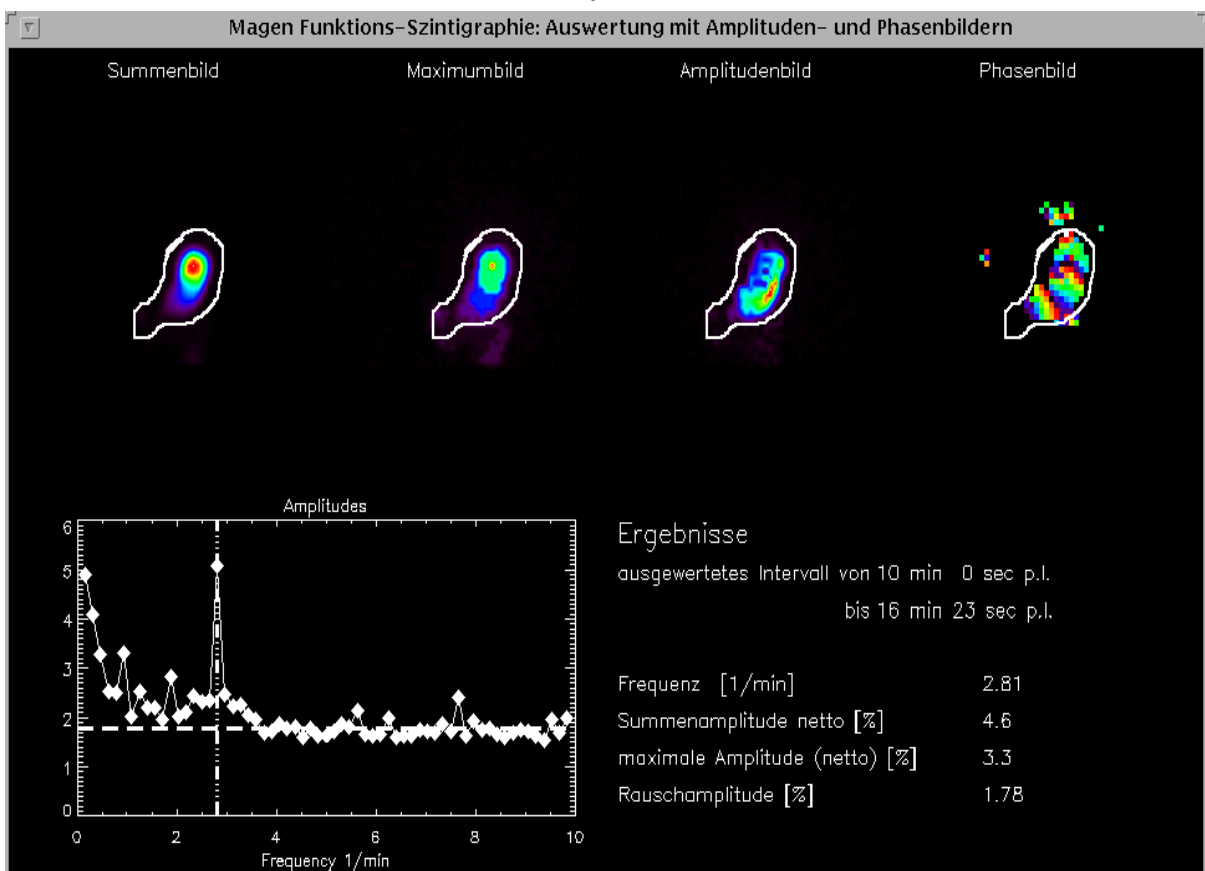 Magen Funktions-Szintigraphie: Auswertung mit Amplituden- und Phasenbildern
Summenbild Maximumbild Amplitudenbild Phasenbild
Amplitudes
6
5
4
3
2
1
0
0 2 4 6 8 10
Frequency 1/min
Ergebnisse
ausgewertetes Intervall von 10 min 0 sec p.I.
bis 16 min 23 sec p.I.
Frequenz [1/min] 2.81
Summenamplitude netto [%] 4.6
maximale Amplitude (netto) [%] 3.3
Rauschamplitude [%] 1.78